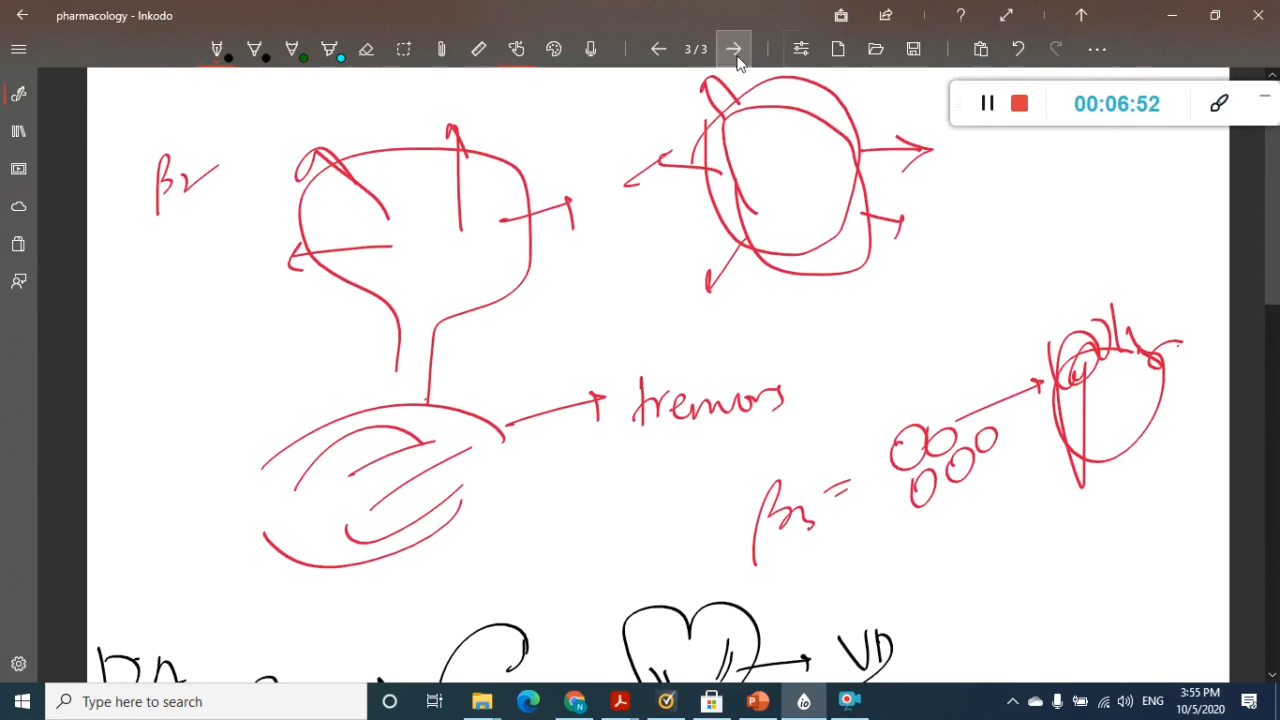 pharmacology - Inkodo
3/3
00:06:52
β2
tremors
β3 =
VD
DA
Type here to search
ENG
3:55 PM
10/5/2020